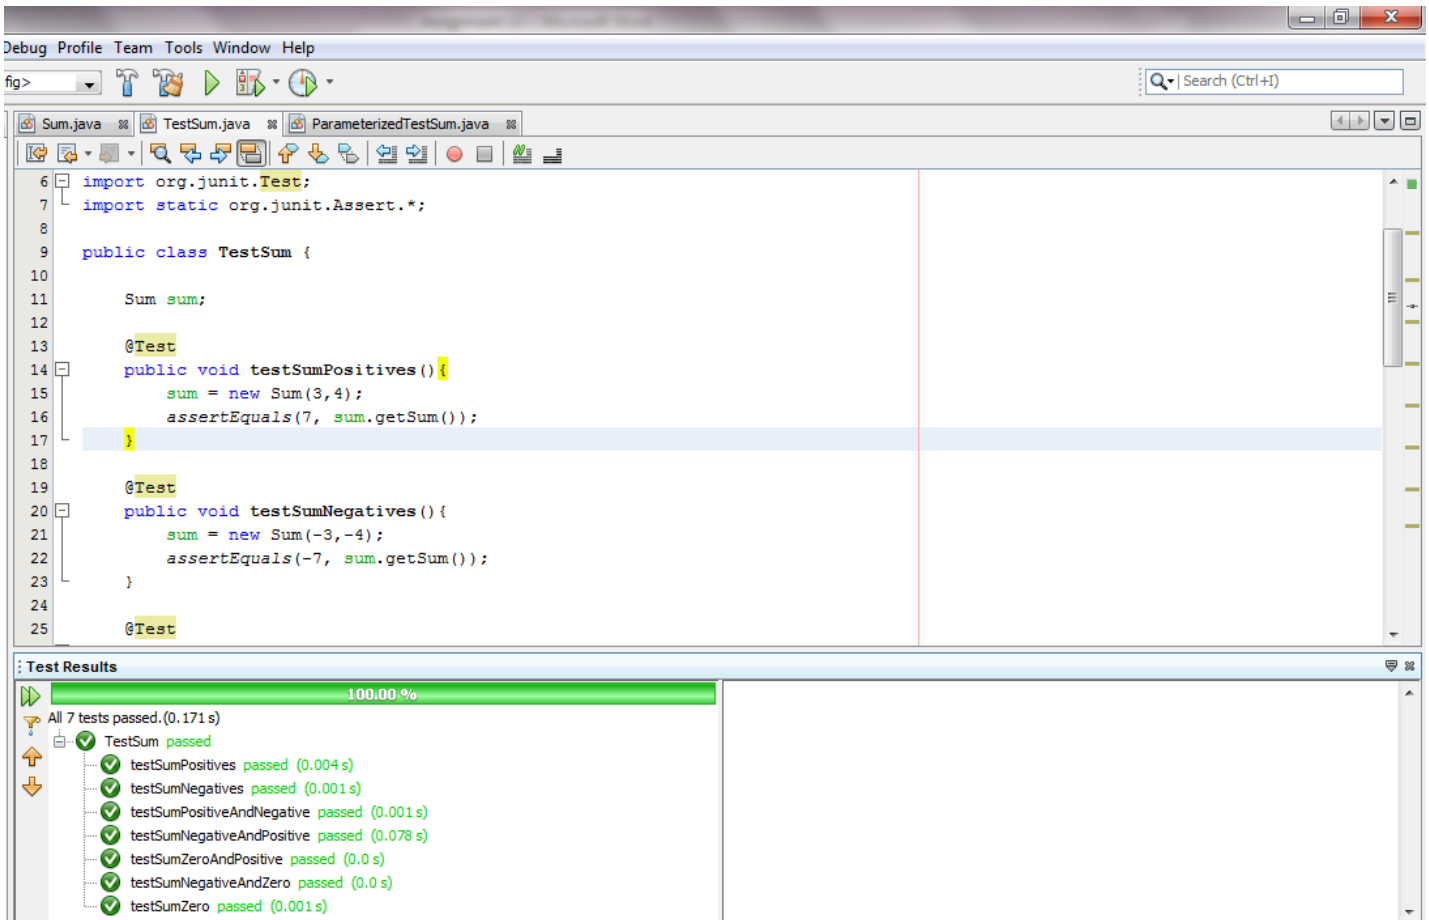 Debug Profile Team Tools Window Help
fig>
Search (Ctrl+I)
Sum.java TestSum.java ParameterizedTestSum.java
6 import org.junit.Test;
7 import static org.junit.Assert.*;
8
9 public class TestSum {
10
11 Sum sum;
12
13 @Test
14 public void testSumPositives(){
15 sum = new Sum(3,4);
16 assertEquals(7, sum.getSum());
17 }
18
19 @Test
20 public void testSumNegatives(){
21 sum = new Sum(-3,-4);
22 assertEquals(-7, sum.getSum());
23 }
24
25 @Test
Test Results
100.00 %
All 7 tests passed.(0.171 s)
TestSum passed
testSumPositives passed (0.004 s)
testSumNegatives passed (0.001 s)
testSumPositiveAndNegative passed (0.001 s)
testSumNegativeAndPositive passed (0.078 s)
testSumZeroAndPositive passed (0.0 s)
testSumNegativeAndZero passed (0.0 s)
testSumZero passed (0.001 s)